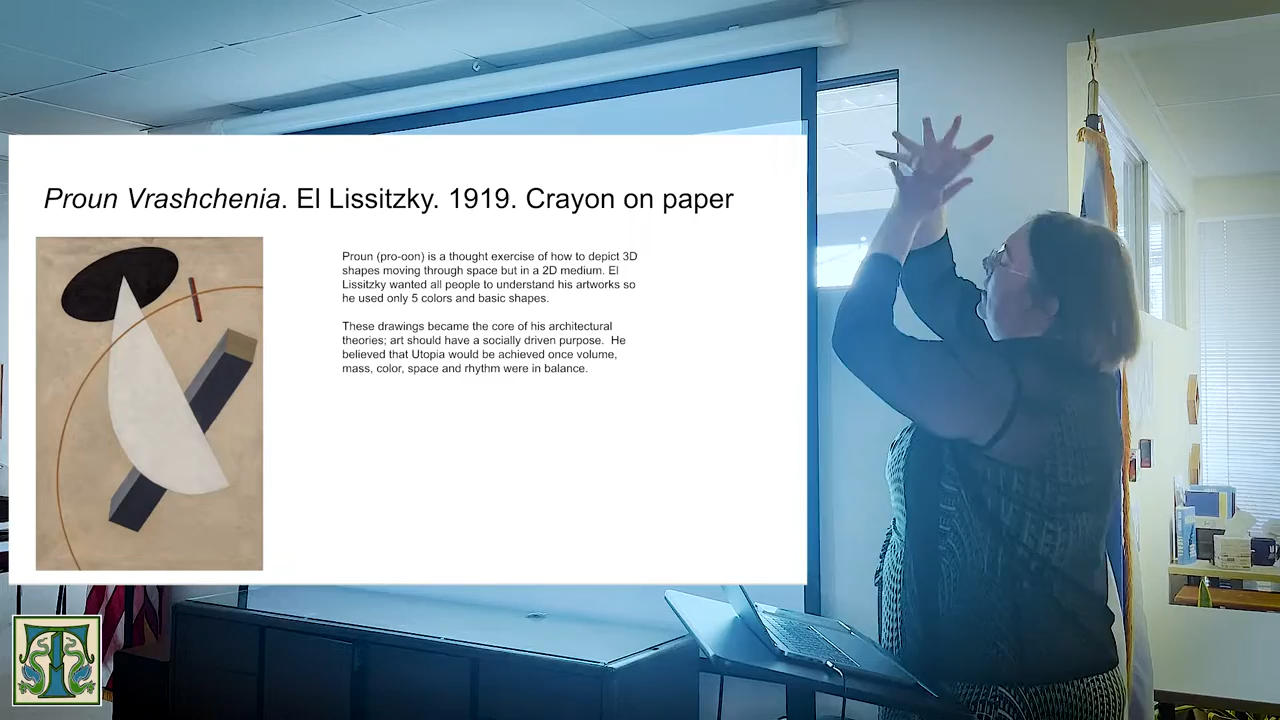 Proun Vrashchenia. El Lissitzky. 1919. Crayon on paper
Proun (pro-oon) is a thought exercise of how to depict 3D
shapes moving through space but in a 2D medium. El
Lissitzky wanted all people to understand his artworks so
he used only 5 colors and basic shapes.
These drawings became the core of his architectural
theories; art should have a socially driven purpose.  He
believed that Utopia would be achieved once volume,
mass, color, space and rhythm were in balance.
T